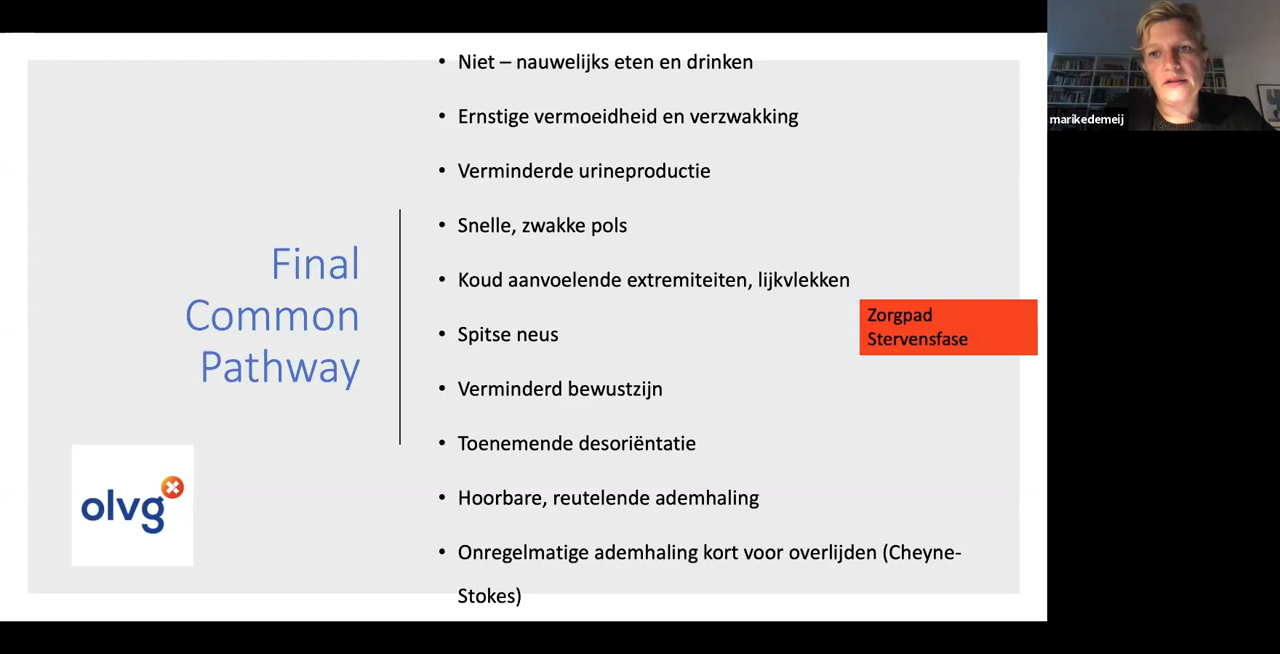 Final
Common
Pathway
olvg
• Niet – nauwelijks eten en drinken
• Ernstige vermoeidheid en verzwakking
• Verminderde urineproductie
• Snelle, zwakke pols
• Koud aanvoelende extremiteiten, lijkvlekken
• Spitse neus
• Verminderd bewustzijn
• Toenemende desoriëntatie
• Hoorbare, reutelende ademhaling
• Onregelmatige ademhaling kort voor overlijden (Cheyne-
Stokes)
Zorgpad
Stervensfase
marikedemeij